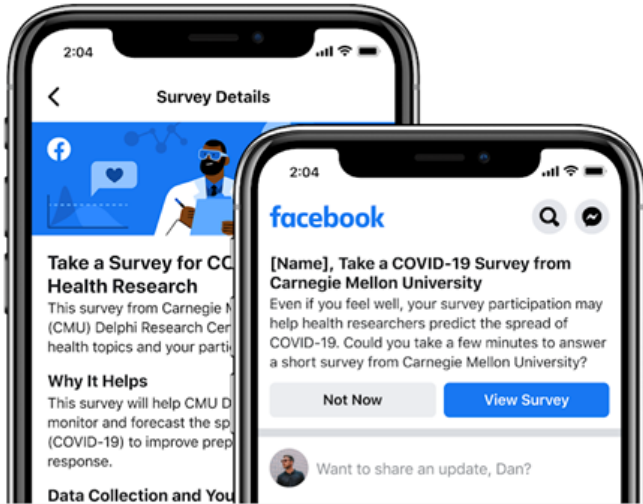 2:04
Survey Details
Take a Survey for CO
Health Research
This survey from Carnegie
(CMU) Delphi Research Cen
health topics and your parti
Why It Helps
This survey will help CMU D
monitor and forecast the sp
(COVID-19) to improve prep
response.
Data Collection and You
2:04
facebook
[Name], Take a COVID-19 Survey from
Carnegie Mellon University
Even if you feel well, your survey participation may
help health researchers predict the spread of
COVID-19. Could you take a few minutes to answer
a short survey from Carnegie Mellon University?
Not Now
View Survey
Want to share an update, Dan?